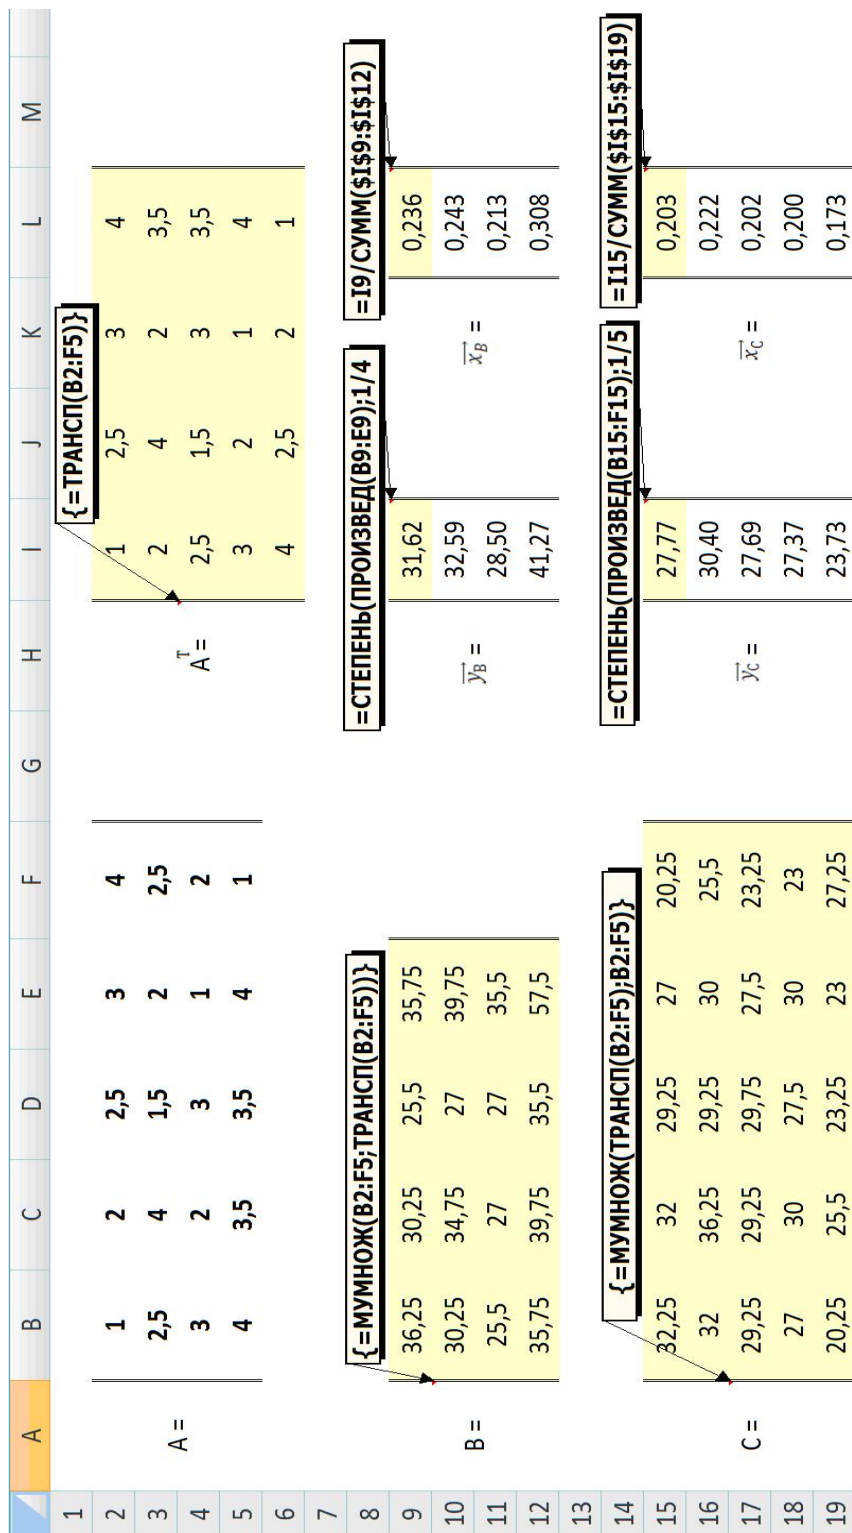 A B C D E F G H I J K L M
1 {=ТРАНСП(B2:F5)}
2 1 2 2,5 3 4 1 2,5 3 4
3 2,5 4 1,5 2 2,5 2 4 2 3,5
4 A = 3 2 3 1 2 Aᵀ = 2,5 1,5 3 3,5
5 4 3,5 3,5 4 1 3 2 1 4
6 4 2,5 2 1
7
8 {=МУМНОЖ(B2:F5;ТРАНСП(B2:F5))} =СТЕПЕНЬ(ПРОИЗВЕД(B9:E9);1/4 =I9/СУММ($I$9:$I$12)
9 36,25 30,25 25,5 35,75 31,62 0,236
10 30,25 34,75 27 39,75 32,59 0,243
11 B = 25,5 27 27 35,5 y⃗B = 28,50 x⃗B = 0,213
12 35,75 39,75 35,5 57,5 41,27 0,308
13
14 {=МУМНОЖ(ТРАНСП(B2:F5);B2:F5)} =СТЕПЕНЬ(ПРОИЗВЕД(B15:F15);1/5 =I15/СУММ($I$15:$I$19)
15 32,25 32 29,25 27 20,25 27,77 0,203
16 32 36,25 29,25 30 25,5 30,40 0,222
17 C = 29,25 29,25 29,75 27,5 23,25 y⃗C = 27,69 x⃗C = 0,202
18 27 30 27,5 30 23 27,37 0,200
19 20,25 25,5 23,25 23 27,25 23,73 0,173